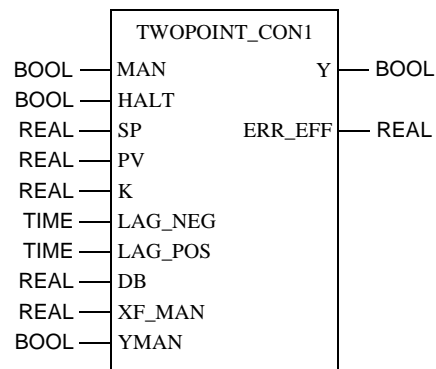 TWOPOINT_CON1
BOOL MAN Y BOOL
BOOL HALT
REAL SP ERR_EFF REAL
REAL PV
REAL K
TIME LAG_NEG
TIME LAG_POS
REAL DB
REAL XF_MAN
BOOL YMAN